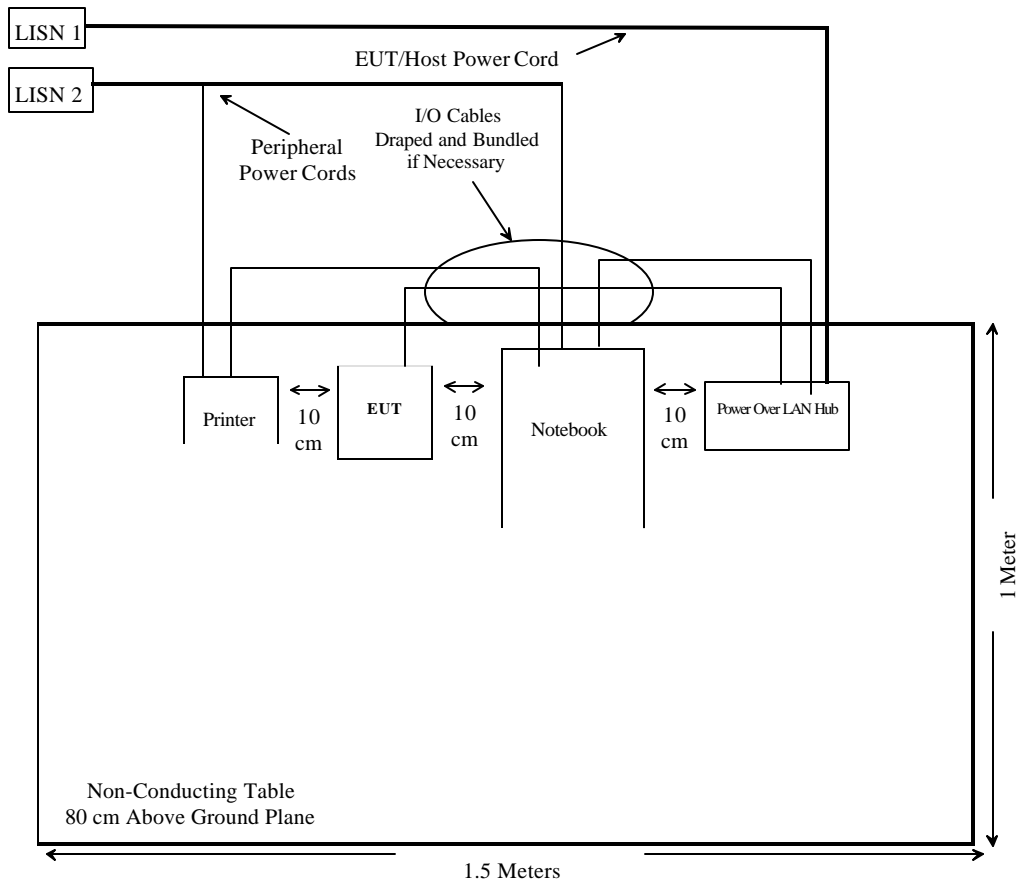 LISN 1
EUT/Host Power Cord
LISN 2
I/O Cables
Draped and Bundled
if Necessary
Peripheral
Power Cords
Printer
10
cm
EUT
10
cm
Notebook
10
cm
Power Over LAN Hub
1 Meter
Non-Conducting Table
80 cm Above Ground Plane
1.5 Meters